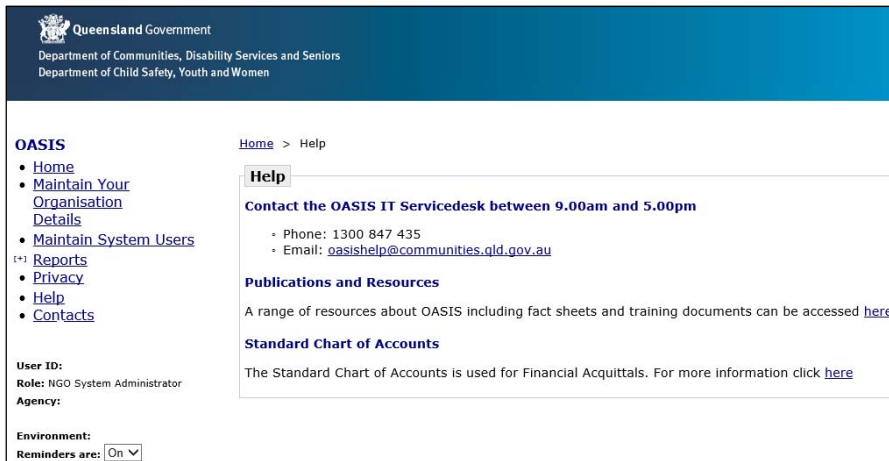 Queensland Government
Department of Communities, Disability Services and Seniors
Department of Child Safety, Youth and Women
OASIS
Home
Maintain Your
Organisation
Details
Maintain System Users
[+] Reports
Privacy
Help
Contacts
User ID:
Role: NGO System Administrator
Agency:
Environment:
Reminders are: On
Home > Help
Help
Contact the OASIS IT Servicedesk between 9.00am and 5.00pm
Phone: 1300 847 435
Email: oasishelp@communities.qld.gov.au
Publications and Resources
A range of resources about OASIS including fact sheets and training documents can be accessed here
Standard Chart of Accounts
The Standard Chart of Accounts is used for Financial Acquittals. For more information click here